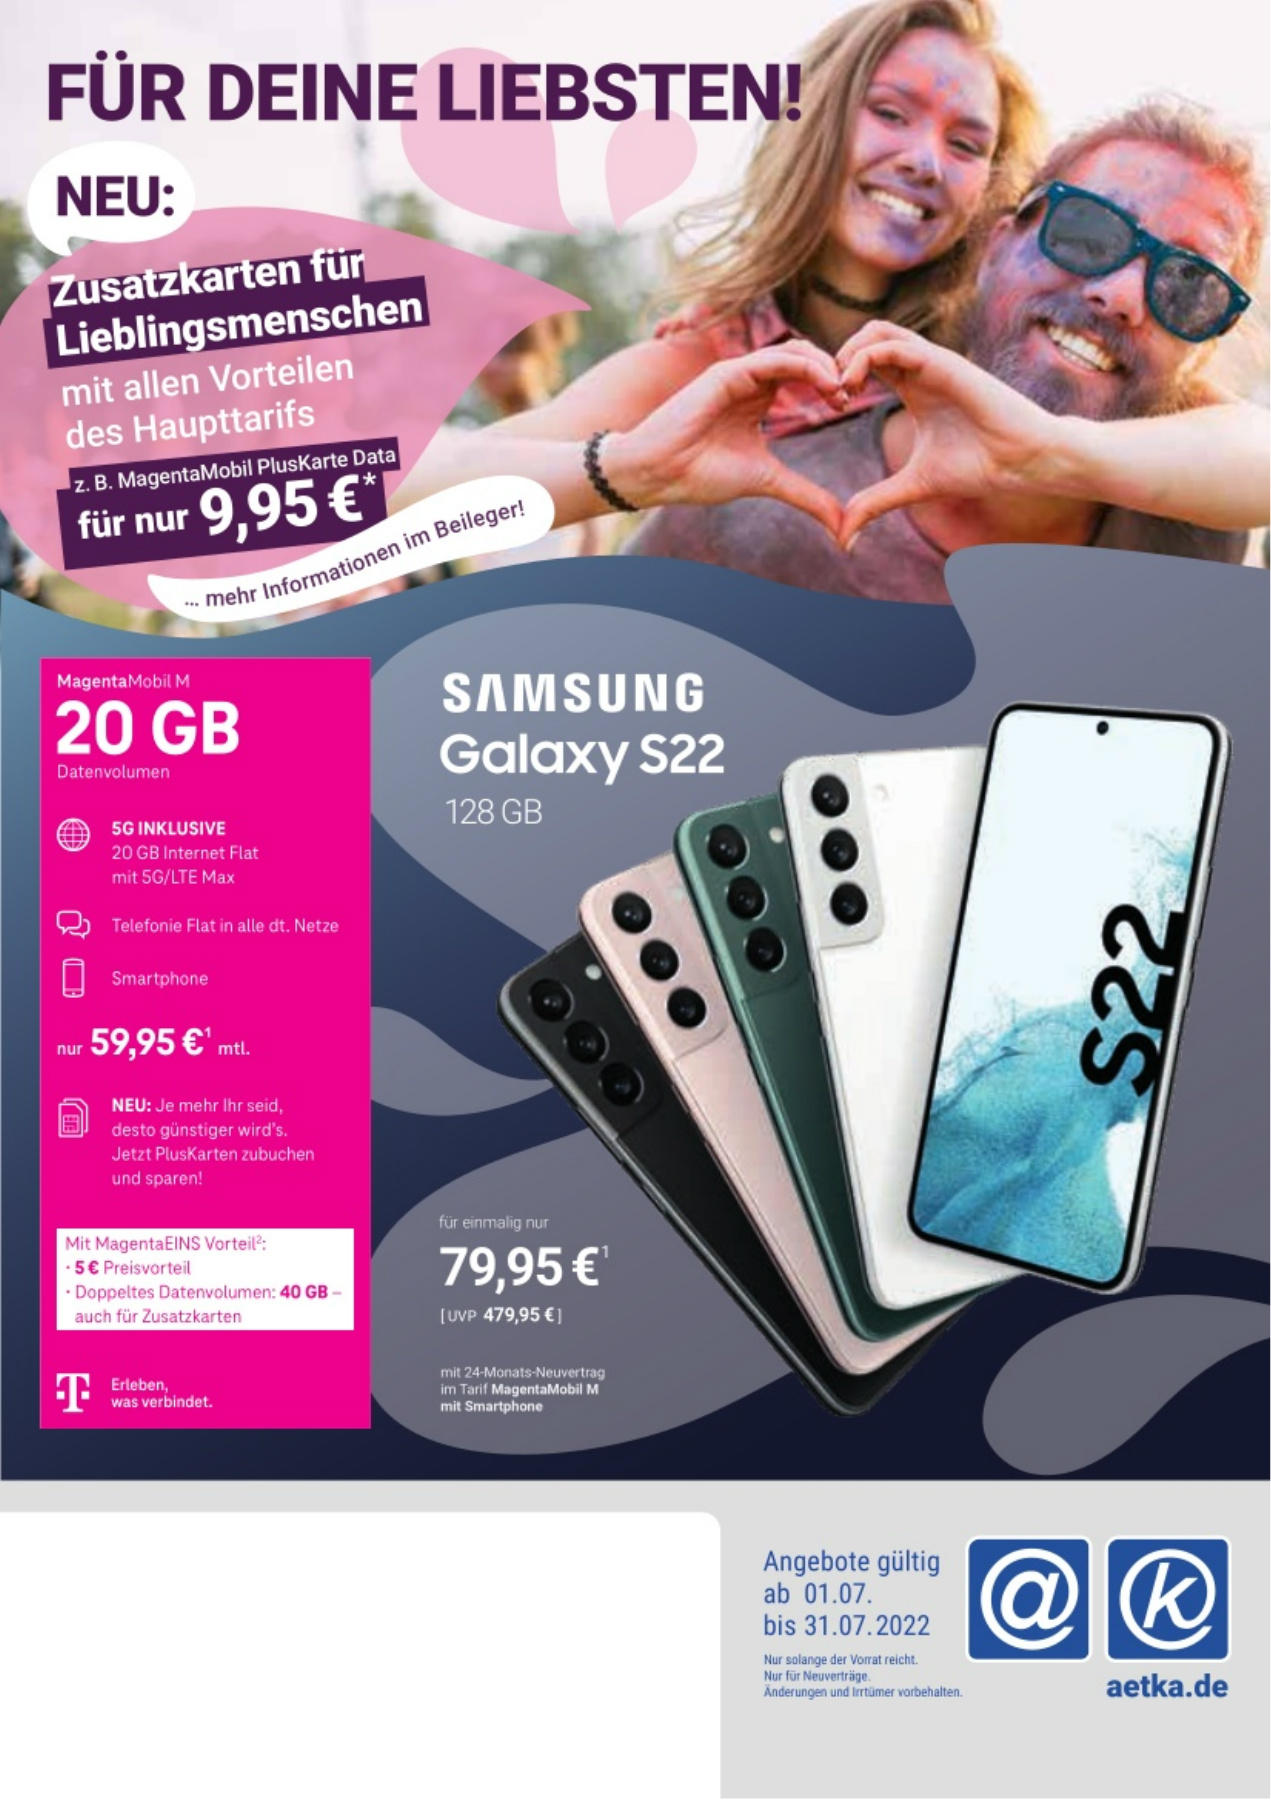 FÜR DEINE LIEBSTEN!
NEU:
Zusatzkarten für
Lieblingsmenschen
mit allen Vorteilen
des Haupttarifs
z. B. MagentaMobil PlusKarte Data
für nur 9,95 €*
... mehr Informationen im Beileger!
MagentaMobil M
20 GB
Datenvolumen
5G INKLUSIVE
20 GB Internet Flat
mit 5G/LTE Max
Telefonie Flat in alle dt. Netze
Smartphone
nur 59,95 €¹ mtl.
NEU: Je mehr Ihr seid,
desto günstiger wird's.
Jetzt PlusKarten zubuchen
und sparen!
Mit MagentaEINS Vorteil²:
· 5 € Preisvorteil
· Doppeltes Datenvolumen: 40 GB –
auch für Zusatzkarten
T
Erleben,
was verbindet.
SAMSUNG
Galaxy S22
128 GB
S22
für einmalig nur
79,95 €¹
[ UVP 479,95 € ]
mit 24-Monats-Neuvertrag
im Tarif MagentaMobil M
mit Smartphone
Angebote gültig
ab 01.07.
bis 31.07.2022
Nur solange der Vorrat reicht.
Nur für Neuverträge.
Änderungen und Irrtümer vorbehalten.
@ k
aetka.de